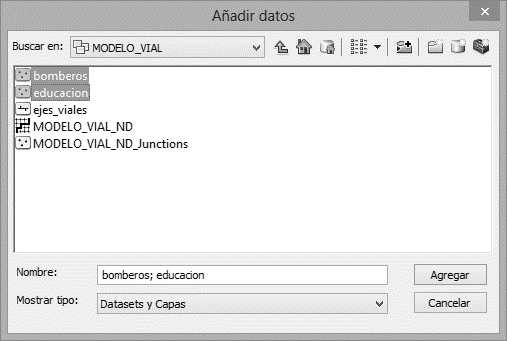 Añadir datos
Buscar en: MODELO_VIAL
bomberos
educacion
ejes_viales
MODELO_VIAL_ND
MODELO_VIAL_ND_Junctions
Nombre: bomberos; educacion Agregar
Mostrar tipo: Datasets y Capas Cancelar